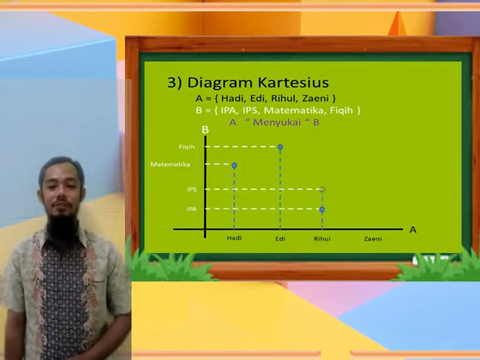 3) Diagram Kartesius
A = { Hadi, Edi, Rihul, Zaeni }
B = { IPA, IPS, Matematika, Fiqih }
A “ Menyukai “ B
B
Fiqih
Matematika
IPS
IPA
A
Hadi Edi Rihul Zaeni